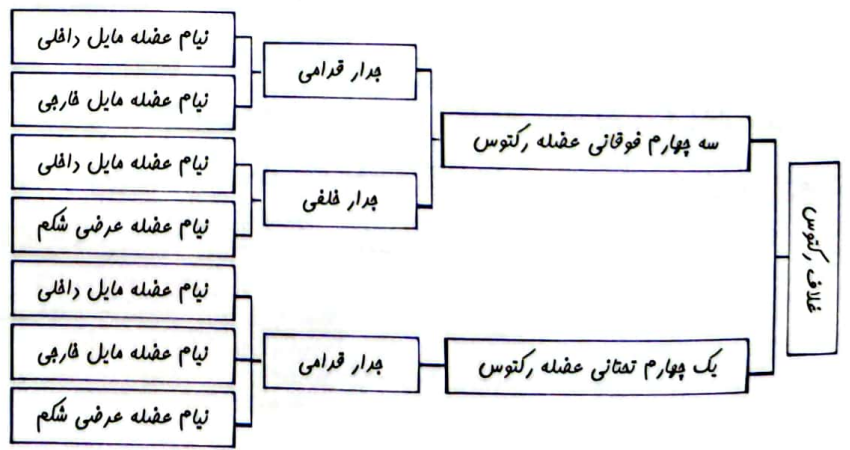 غلاف رکتوس
سه چهارم فوقانی عضله رکتوس
جدار قدامی
نیام عضله مایل داخلی
نیام عضله مایل خارجی
جدار خلفی
نیام عضله مایل داخلی
نیام عضله عرضی شکم
یک چهارم تحتانی عضله رکتوس
جدار قدامی
نیام عضله مایل داخلی
نیام عضله مایل خارجی
نیام عضله عرضی شکم